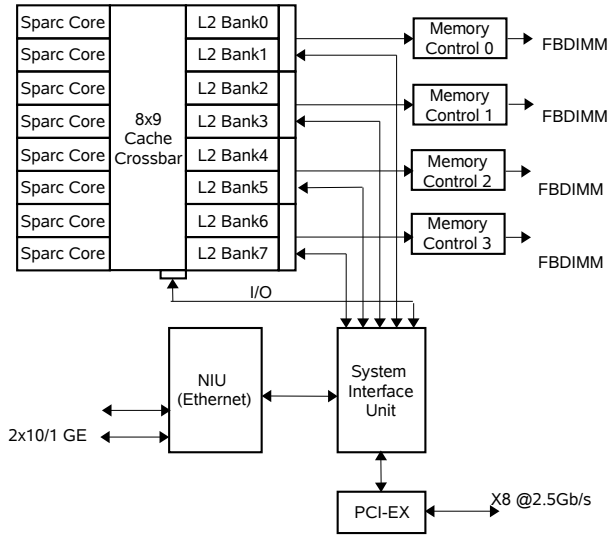 Sparc Core
Sparc Core
Sparc Core
Sparc Core
Sparc Core
Sparc Core
Sparc Core
Sparc Core
8x9
Cache
Crossbar
L2 Bank0
L2 Bank1
L2 Bank2
L2 Bank3
L2 Bank4
L2 Bank5
L2 Bank6
L2 Bank7
Memory
Control 0
FBDIMM
Memory
Control 1
FBDIMM
Memory
Control 2
FBDIMM
Memory
Control 3
FBDIMM
I/O
NIU
(Ethernet)
System
Interface
Unit
2x10/1 GE
PCI-EX
X8 @2.5Gb/s